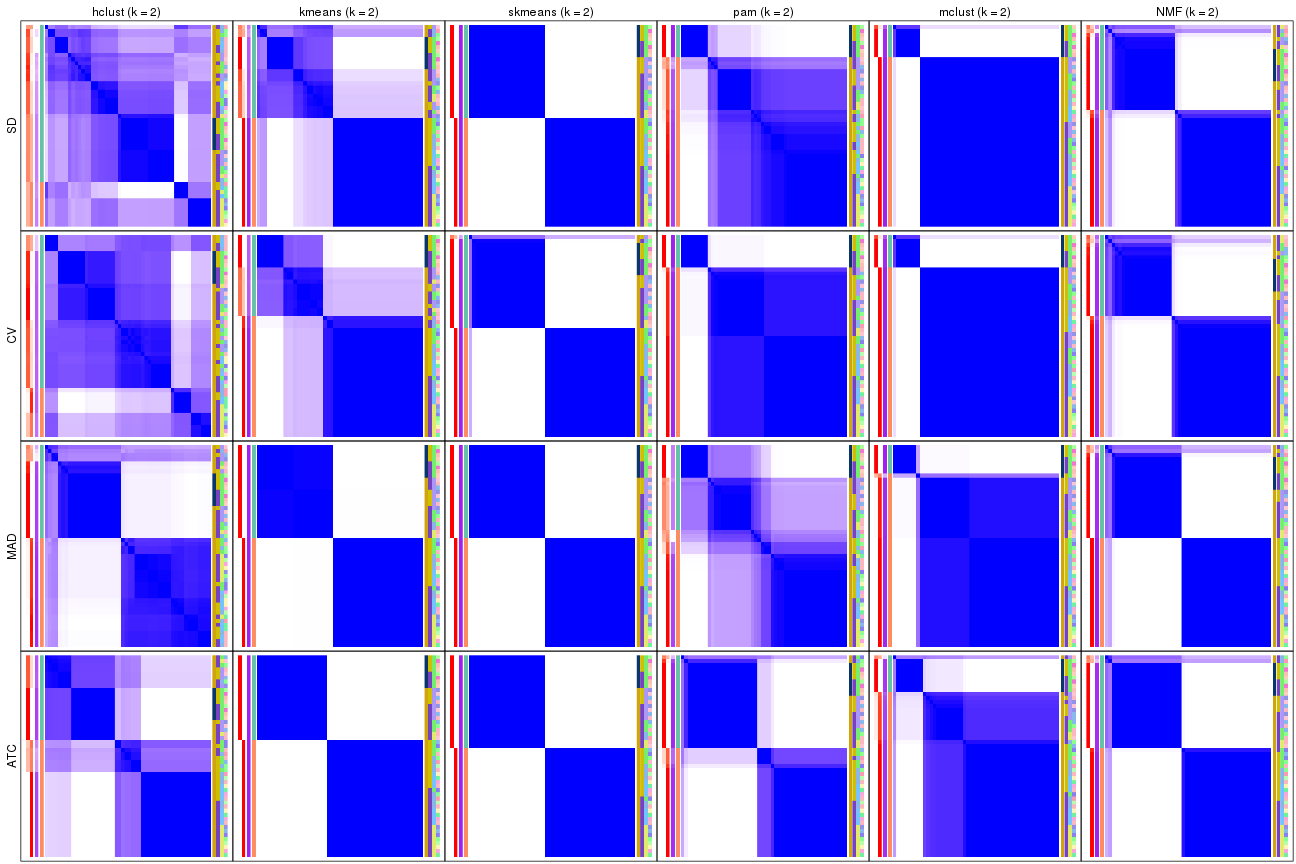 hclust (k = 2) kmeans (k = 2) skmeans (k = 2) pam (k = 2) mclust (k = 2) NMF (k = 2)
SD
CV
MAD
ATC